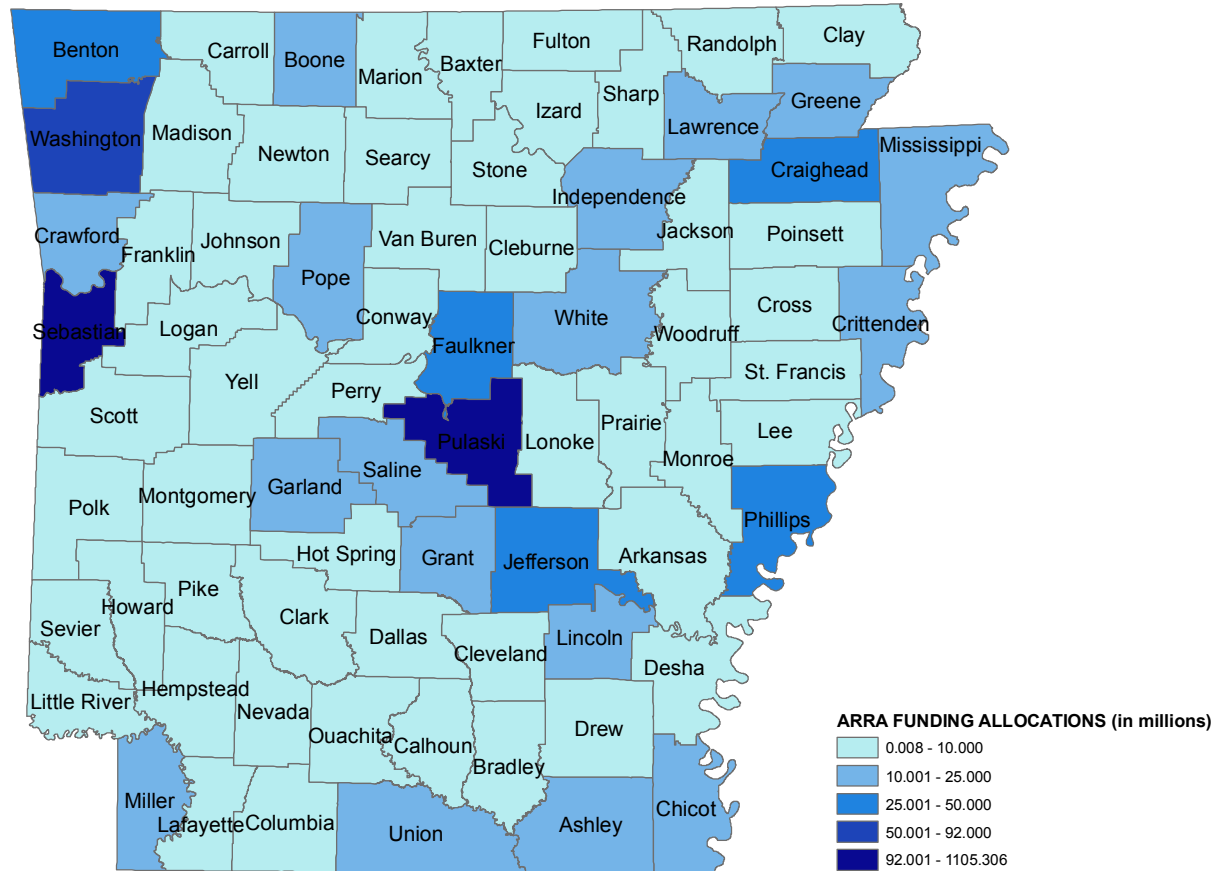 Benton
Carroll
Boone
Marion
Baxter
Fulton
Randolph
Clay
Sharp
Izard
Greene
Lawrence
Washington
Madison
Newton
Searcy
Stone
Mississippi
Craighead
Independence
Crawford
Franklin
Johnson
Van Buren
Cleburne
Jackson
Poinsett
Pope
Sebastian
Logan
Conway
White
Cross
Crittenden
Woodruff
Faulkner
St. Francis
Yell
Perry
Scott
Pulaski
Lonoke
Prairie
Lee
Monroe
Saline
Garland
Polk
Montgomery
Phillips
Hot Spring
Grant
Jefferson
Arkansas
Pike
Howard
Clark
Sevier
Dallas
Lincoln
Cleveland
Desha
Hempstead
Little River
Nevada
Ouachita
Calhoun
Drew
Bradley
Miller
Lafayette
Columbia
Union
Ashley
Chicot
ARRA FUNDING ALLOCATIONS (in millions)
0.008 - 10.000
10.001 - 25.000
25.001 - 50.000
50.001 - 92.000
92.001 - 1105.306